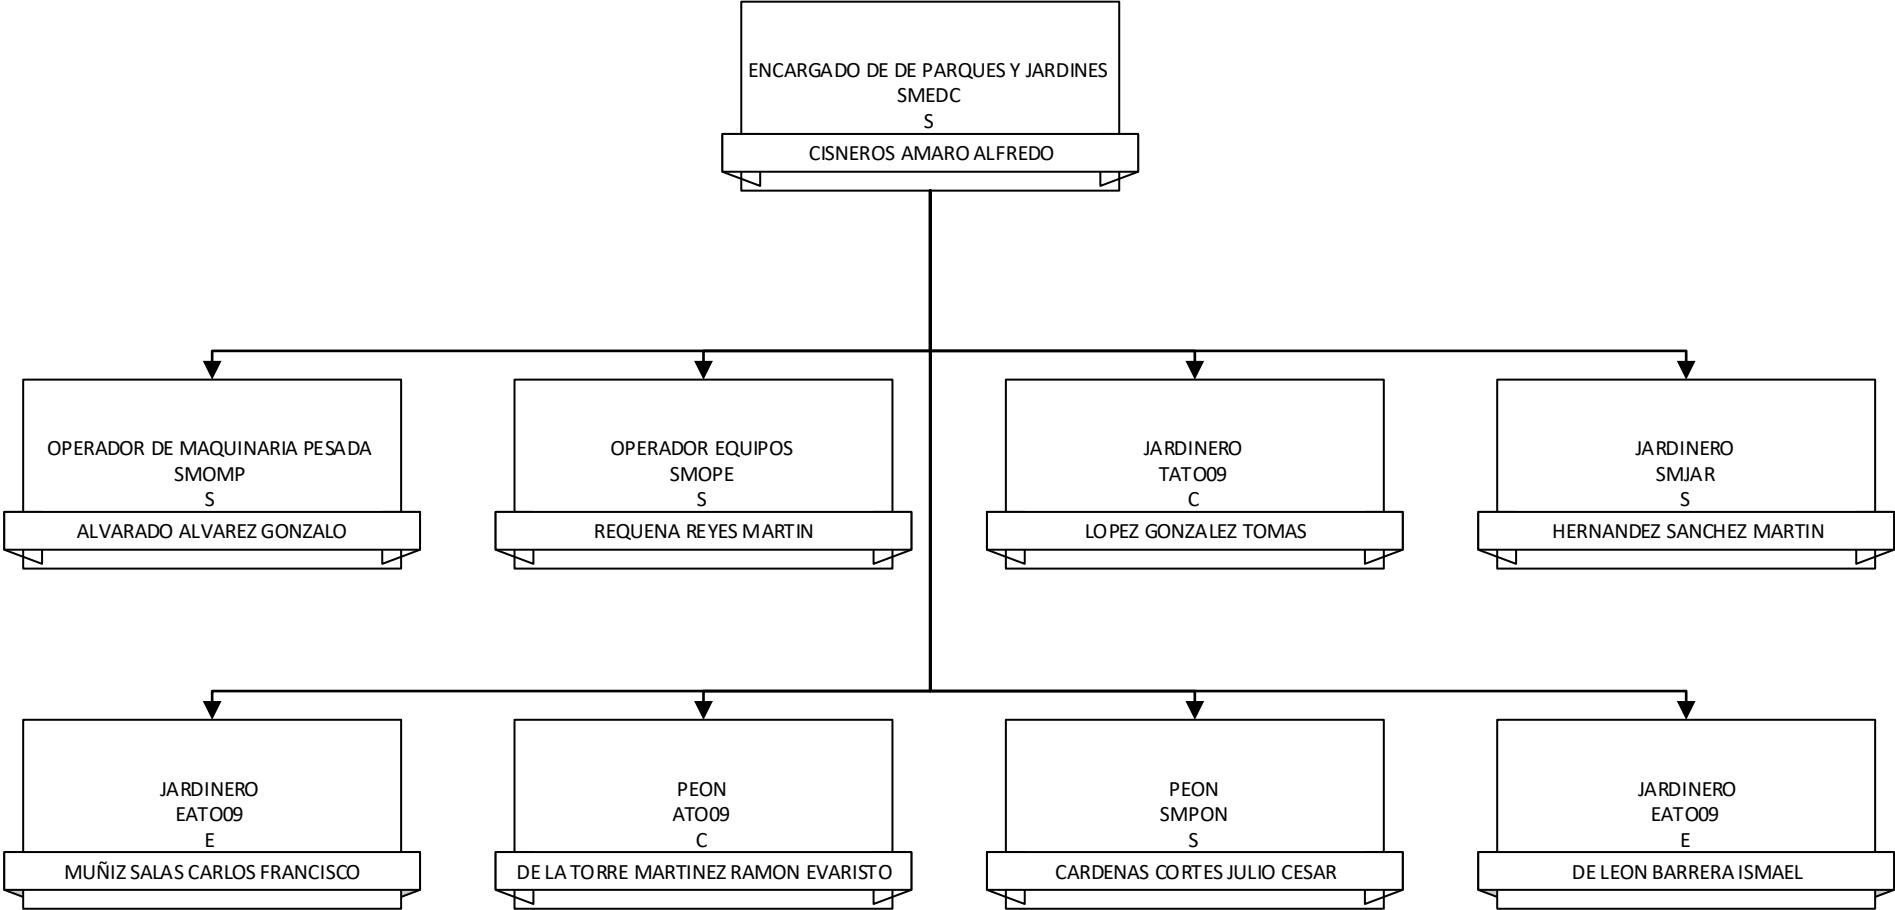 ENCARGADO DE DE PARQUES Y JARDINES
SMEDC
S
CISNEROS AMARO ALFREDO
OPERADOR DE MAQUINARIA PESADA
SMOMP
S
ALVARADO ALVAREZ GONZALO
OPERADOR EQUIPOS
SMOPE
S
REQUENA REYES MARTIN
JARDINERO
TATO09
C
LOPEZ GONZALEZ TOMAS
JARDINERO
SMJAR
S
HERNANDEZ SANCHEZ MARTIN
JARDINERO
EATO09
E
MUÑIZ SALAS CARLOS FRANCISCO
PEON
ATO09
C
DE LA TORRE MARTINEZ RAMON EVARISTO
PEON
SMPON
S
CARDENAS CORTES JULIO CESAR
JARDINERO
EATO09
E
DE LEON BARRERA ISMAEL